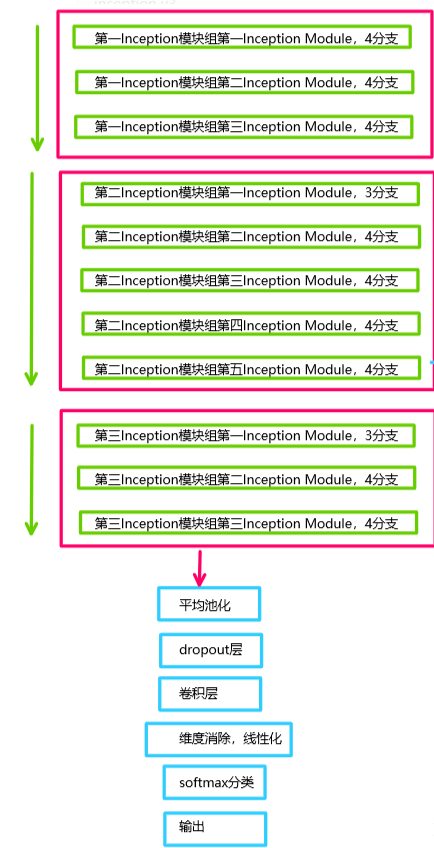 第一Inception模块组第一Inception Module，4分支
第一Inception模块组第二Inception Module，4分支
第一Inception模块组第三Inception Module，4分支
第二Inception模块组第一Inception Module，3分支
第二Inception模块组第二Inception Module，4分支
第二Inception模块组第三Inception Module，4分支
第二Inception模块组第四Inception Module，4分支
第二Inception模块组第五Inception Module，4分支
第三Inception模块组第一Inception Module，3分支
第三Inception模块组第二Inception Module，4分支
第三Inception模块组第三Inception Module，4分支
平均池化
dropout层
卷积层
维度消除，线性化
softmax分类
输出